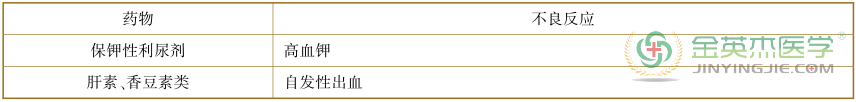 药物 不良反应
保钾性利尿剂 高血钾
肝素、香豆素类 自发性出血
金英杰医学®
JINYINGJIE.COM